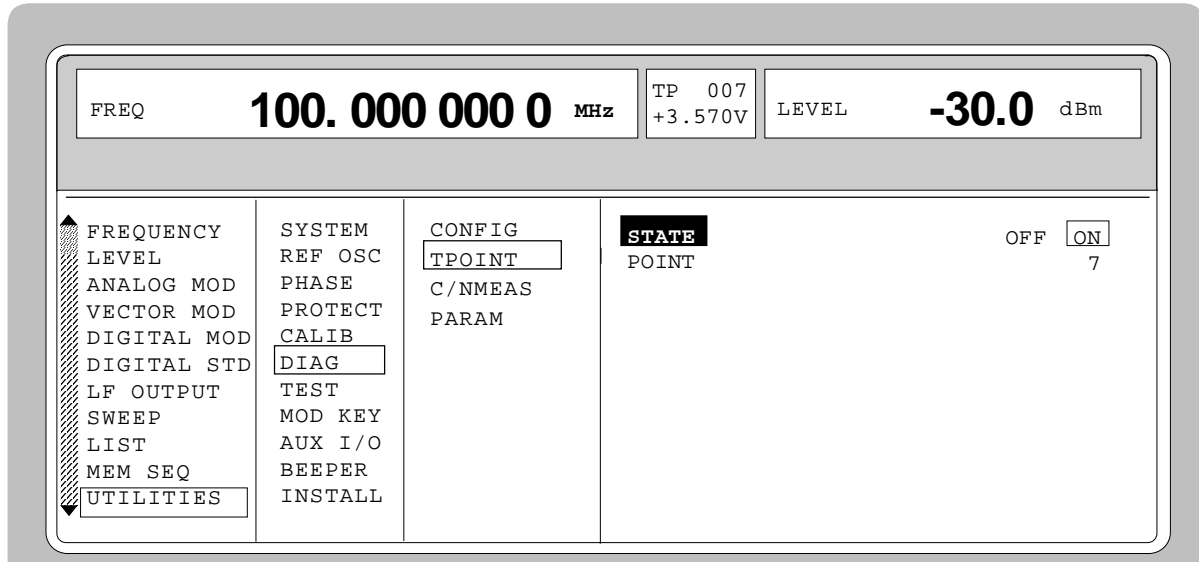 FREQ 100. 000 000 0 MHz
TP 007
+3.570V
LEVEL -30.0 dBm
FREQUENCY
LEVEL
ANALOG MOD
VECTOR MOD
DIGITAL MOD
DIGITAL STD
LF OUTPUT
SWEEP
LIST
MEM SEQ
UTILITIES
SYSTEM
REF OSC
PHASE
PROTECT
CALIB
DIAG
TEST
MOD KEY
AUX I/O
BEEPER
INSTALL
CONFIG
TPOINT
C/NMEAS
PARAM
STATE OFF ON
POINT 7